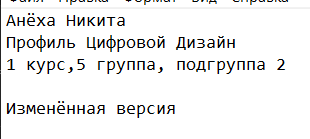 Анёха Никита
Профиль Цифровой Дизайн
1 курс,5 группа, подгруппа 2
Изменённая версия